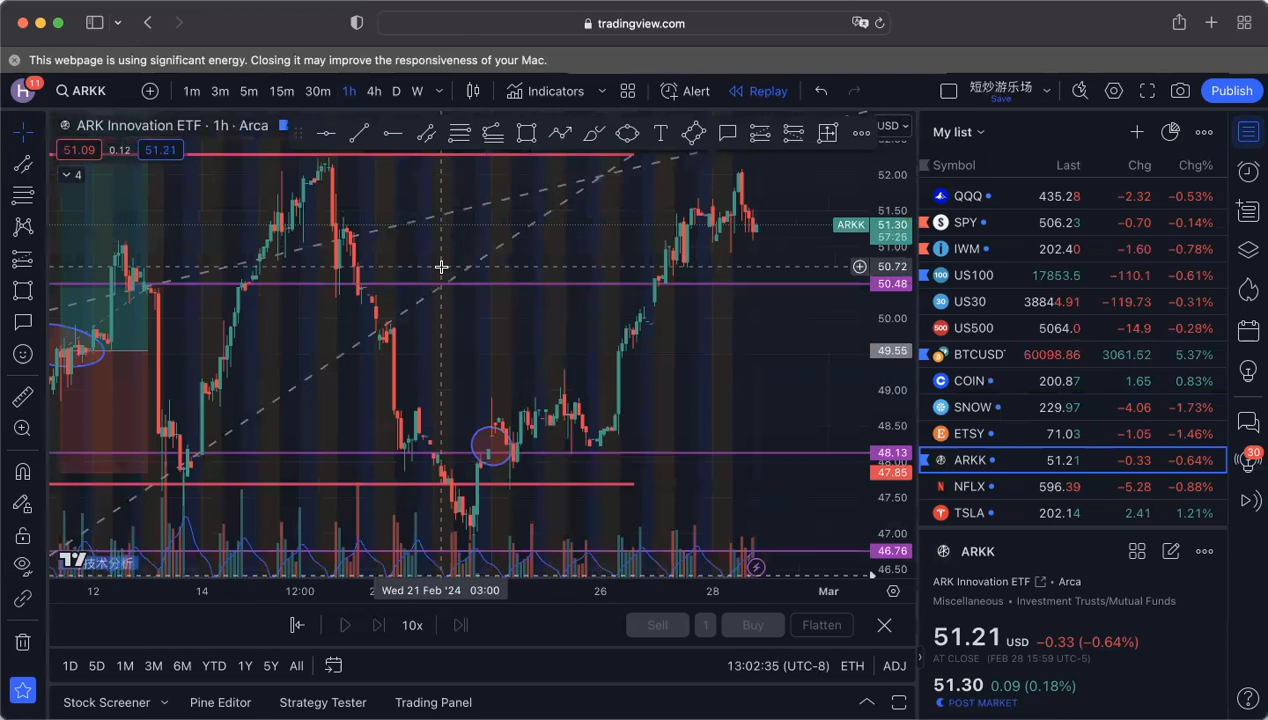 tradingview.com
This webpage is using significant energy. Closing it may improve the responsiveness of your Mac.
h 11 ARKK 1m 3m 5m 15m 30m 1h 4h D W Indicators Alert Replay 短炒游乐场 Save Publish
ARK Innovation ETF · 1h · Arca
USD
51.09 0.12 51.21
4
52.00
51.50
ARKK 51.30
57:25
51.00
50.72
50.48
50.00
49.55
49.00
48.50
48.13
48.00
47.85
47.50
47.00
46.76
46.50
技术分析
12 14 12:00 Wed 21 Feb '24 03:00 26 28 Mar
10x Sell 1 Buy Flatten
1D 5D 1M 3M 6M YTD 1Y 5Y All 13:02:35 (UTC-8) ETH ADJ
Stock Screener Pine Editor Strategy Tester Trading Panel
My list
Symbol Last Chg Chg%
QQQ 435.28 −2.32 −0.53%
S SPY 506.23 −0.70 −0.14%
IWM 202.40 −1.60 −0.78%
100 US100 17853.5 −110.1 −0.61%
30 US30 38844.91 −119.73 −0.31%
500 US500 5064.0 −14.9 −0.28%
BTCUSD 60098.86 3061.52 5.37%
COIN 200.87 1.65 0.83%
SNOW 229.97 −4.06 −1.73%
ETSY 71.03 −1.05 −1.46%
ARKK 51.21 −0.33 −0.64%
N NFLX 596.39 −5.28 −0.88%
TSLA 202.14 2.41 1.21%
30
ARKK
ARK Innovation ETF • Arca
Miscellaneous • Investment Trusts/Mutual Funds
51.21 USD −0.33 (−0.64%)
AT CLOSE (FEB 28 15:59 UTC-5)
51.30 0.09 (0.18%)
POST MARKET